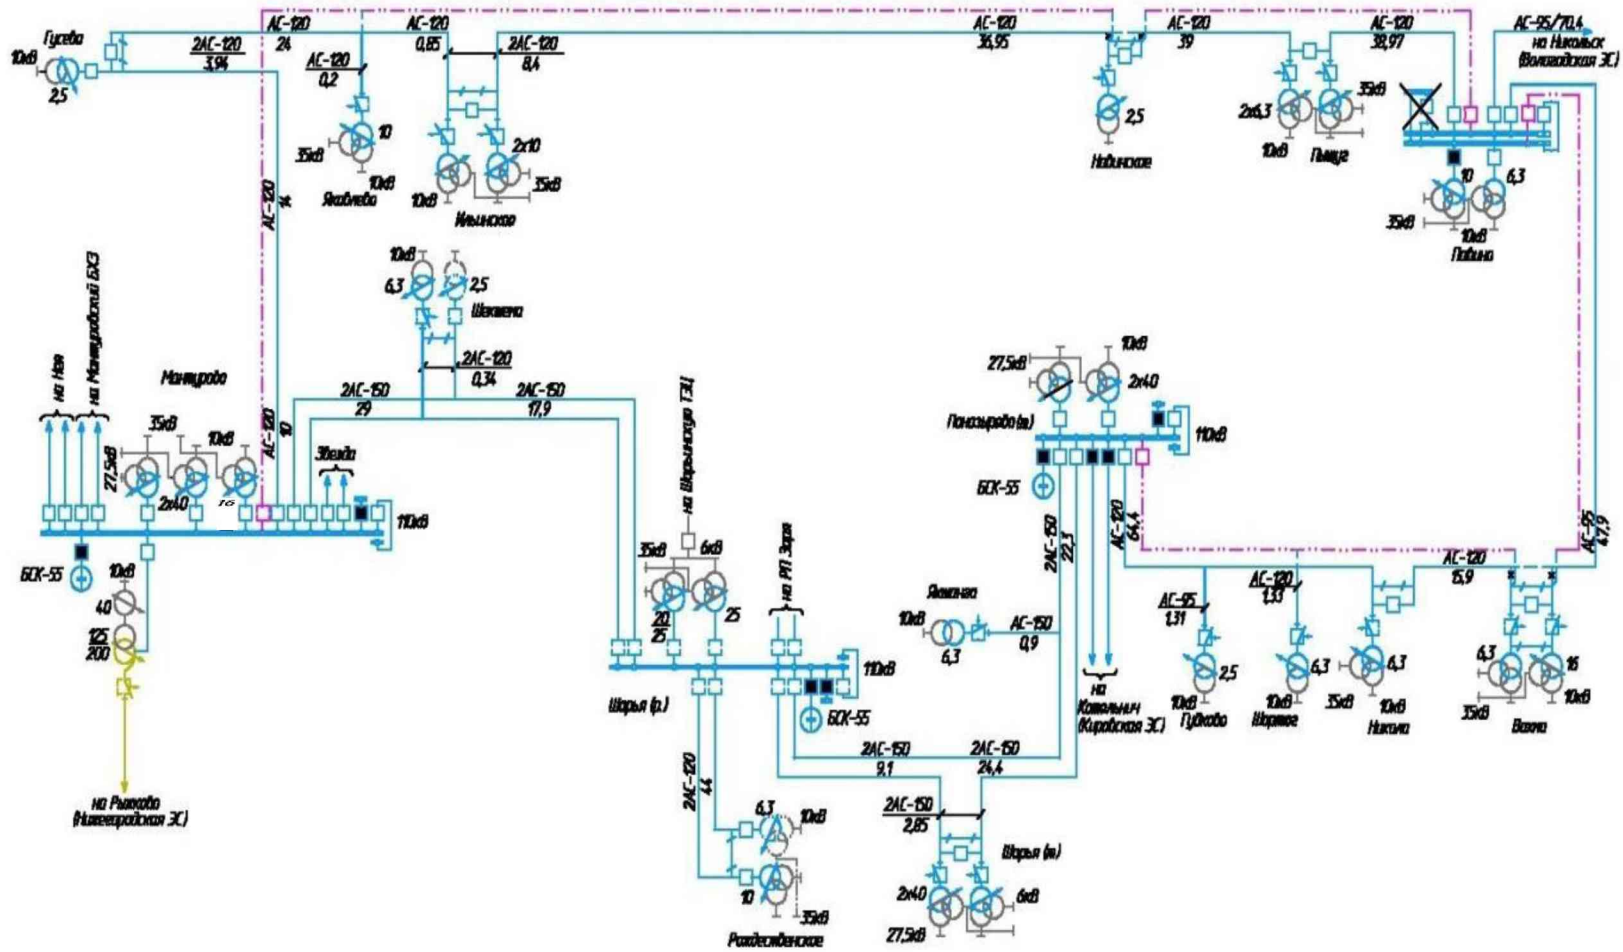 Гусева
10кВ
2,5
2АС-120
3,94
АС-120
24
АС-120
0,2
АС-120
0,85
2АС-120
8,4
АС-120
36,95
АС-120
39
АС-120
38,97
АС-95/70,4
на Никольск
(Вологодская ЭС)
10
35кВ
10кВ
Яковлево
2х10
10кВ
35кВ
Ильинское
2,5
Новинское
2х6,3
35кВ
10кВ
Пыщуг
10
6,3
35кВ
10кВ
Павино
АС-120
14
10кВ
6,3
2,5
Шекшема
2АС-120
0,34
на Нея
на Мантуровский БХЗ
Мантурово
35кВ
10кВ
27,5кВ
2х40
16
АС-120
10
2АС-150
29
2АС-150
17,9
Звезда
110кВ
БСК-55
10кВ
40
125
200
на Рыжково
(Нижегородская ЭС)
на Шарьинскую ТЭЦ
35кВ
6кВ
20
25
25
на РП Заря
110кВ
Шарья (р.)
БСК-55
2АС-120
44
6,3
10кВ
10
35кВ
Рождественское
27,5кВ
10кВ
2х40
Поназырево(т)
110кВ
БСК-55
2АС-150
22,3
АС-120
64,4
Якшанга
10кВ
6,3
АС-150
0,9
на
Котельнич
(Кировская ЭС)
2АС-150
9,1
2АС-150
24,4
2АС-150
2,85
Шарья (т)
2х40
6кВ
27,5кВ
АС-95
1,31
2,5
10кВ
Гудково
АС-120
1,33
6,3
10кВ
Шортюг
6,3
35кВ
10кВ
Никола
АС-120
15,9
АС-95
47,9
6,3
16
35кВ
10кВ
Вохма